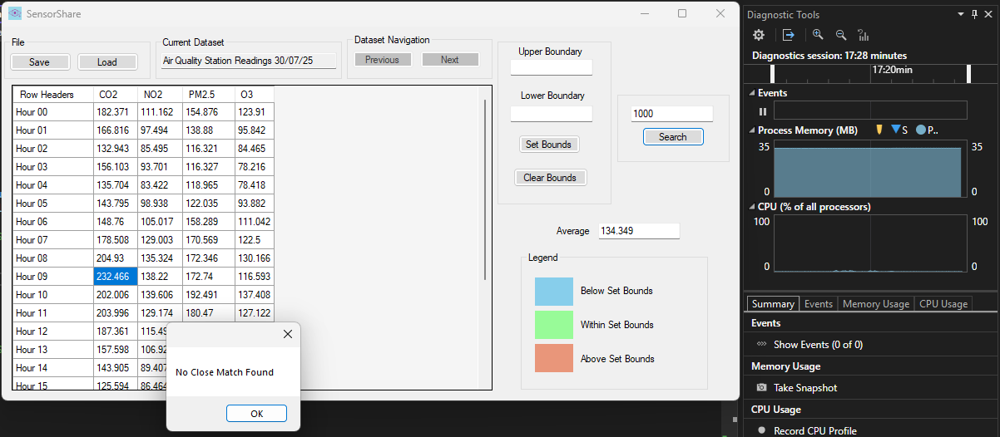 SensorShare
File
Save Load
Current Dataset
Air Quality Station Readings 30/07/25
Dataset Navigation
Previous Next
Row Headers CO2 NO2 PM2.5 O3
Hour 00 182.371 111.162 154.876 123.91
Hour 01 166.816 97.494 138.88 95.842
Hour 02 132.943 85.495 116.321 84.465
Hour 03 156.103 93.701 116.327 78.216
Hour 04 135.704 83.422 118.965 78.418
Hour 05 143.795 98.938 122.035 93.882
Hour 06 148.76 105.017 158.289 111.042
Hour 07 178.508 129.003 170.569 122.5
Hour 08 204.93 135.324 172.346 130.166
Hour 09 232.466 138.22 172.74 116.593
Hour 10 202.006 139.606 192.491 137.408
Hour 11 203.996 129.174 180.47 127.122
Hour 12 187.361 115.49
Hour 13 157.598 106.92
Hour 14 143.905 89.407
Hour 15 125.594 86.464
No Close Match Found
OK
Upper Boundary
Lower Boundary
Set Bounds
Clear Bounds
1000
Search
Average 134.349
Legend
Below Set Bounds
Within Set Bounds
Above Set Bounds
Diagnostic Tools
Diagnostics session: 17:28 minutes
17:20min
Events
Process Memory (MB) S P..
35 35
0 0
CPU (% of all processors)
100 100
0 0
Summary Events Memory Usage CPU Usage
Events
Show Events (0 of 0)
Memory Usage
Take Snapshot
CPU Usage
Record CPU Profile